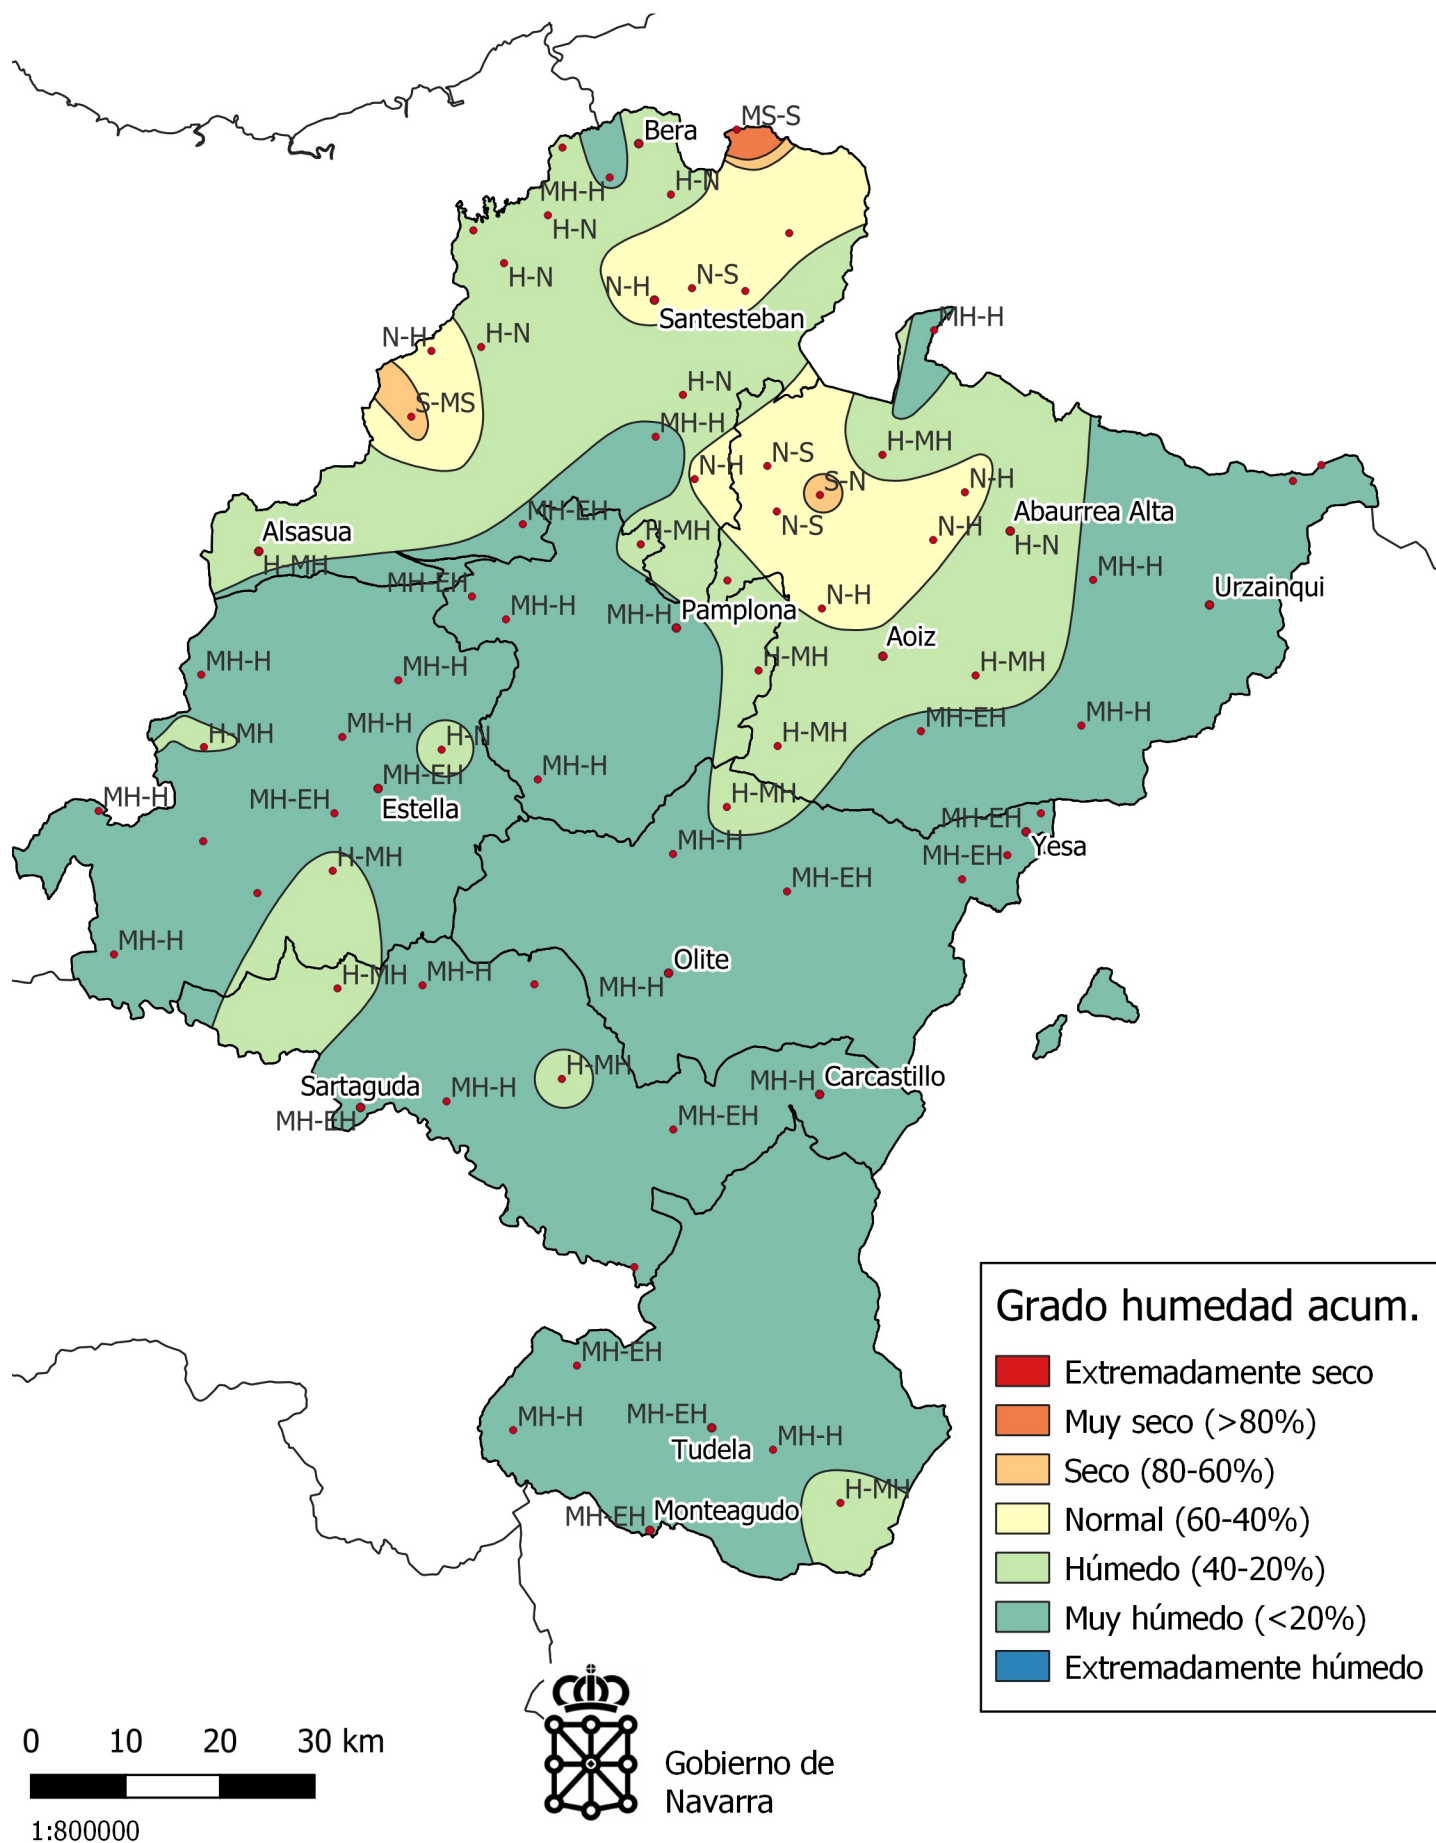 MS-S
Bera
MH-H
H-N
H-N
H-N
N-H
N-S
Santesteban
MH-H
N-H
H-N
S-MS
H-N
MH-H
H-MH
N-H
N-S
S-N
N-H
Abaurrea Alta
MH-EH
N-S
Alsasua
H-MH
N-H
H-N
H-MH
MH-EH
MH-H
Urzainqui
MH-H
MH-H
Pamplona
N-H
Aoiz
MH-H
MH-H
H-MH
H-MH
MH-H
MH-EH
MH-H
H-MH
H-N
H-MH
MH-EH
MH-H
MH-H
MH-EH
Estella
H-MH
MH-EH
Yesa
MH-H
MH-EH
H-MH
MH-EH
MH-H
H-MH
MH-H
Olite
MH-H
H-MH
Sartaguda
MH-H
MH-H
Carcastillo
MH-EH
MH-EH
MH-EH
MH-H
MH-EH
Tudela
MH-H
H-MH
MH-EH
Monteagudo
Grado humedad acum.
Extremadamente seco
Muy seco (>80%)
Seco (80-60%)
Normal (60-40%)
Húmedo (40-20%)
Muy húmedo (<20%)
Extremadamente húmedo
0 10 20 30 km
1:800000
Gobierno de
Navarra